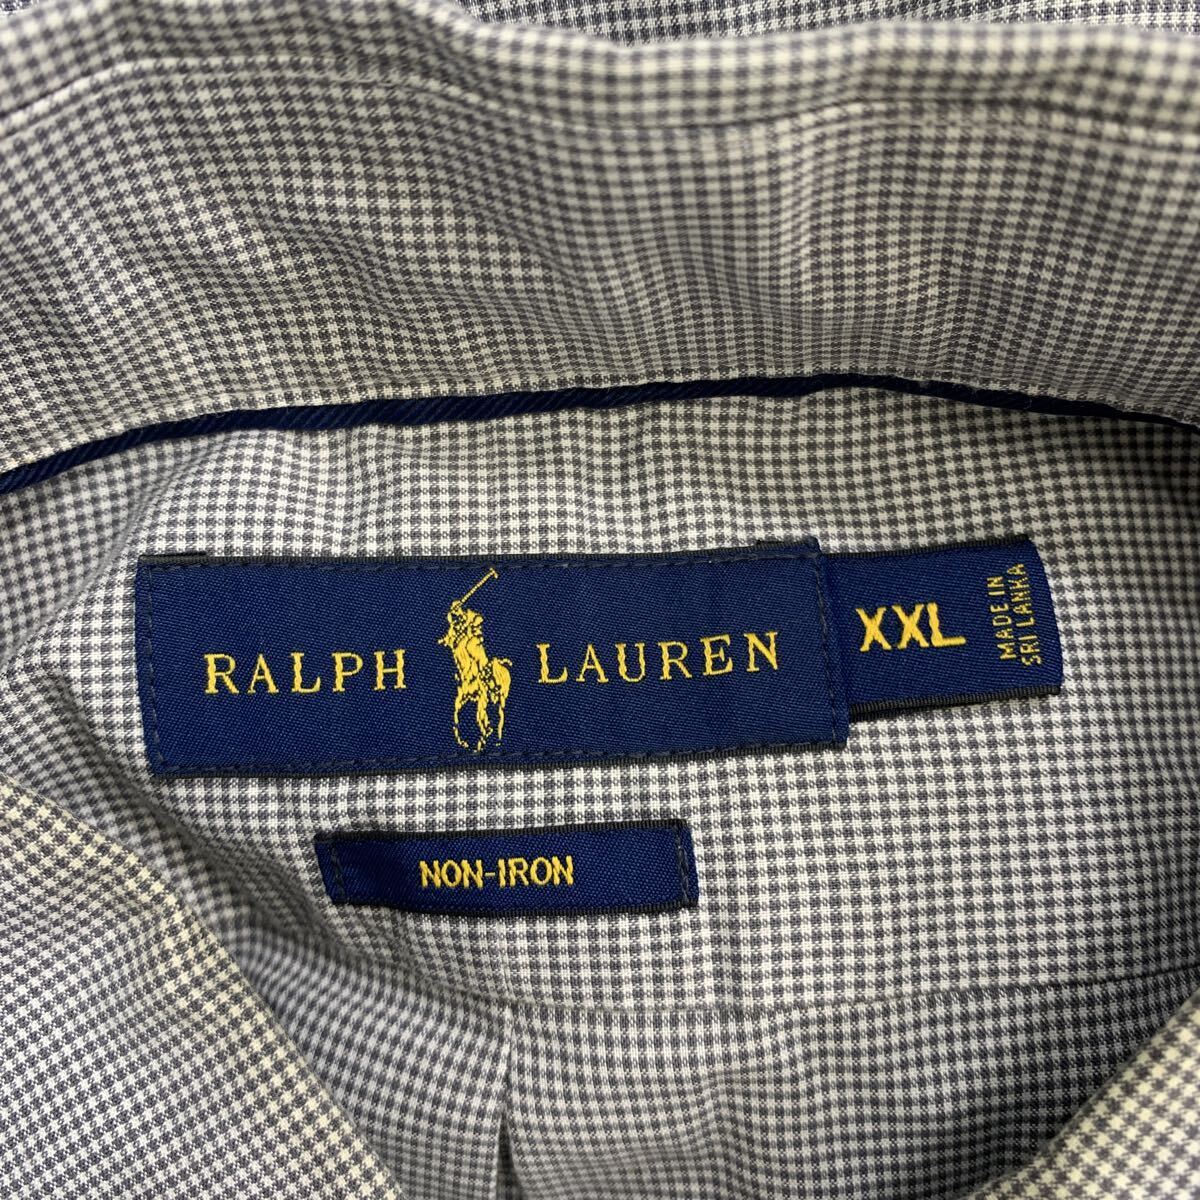 RALPH LAUREN
XXL
MADE IN
SRI LANKA
NON-IRON